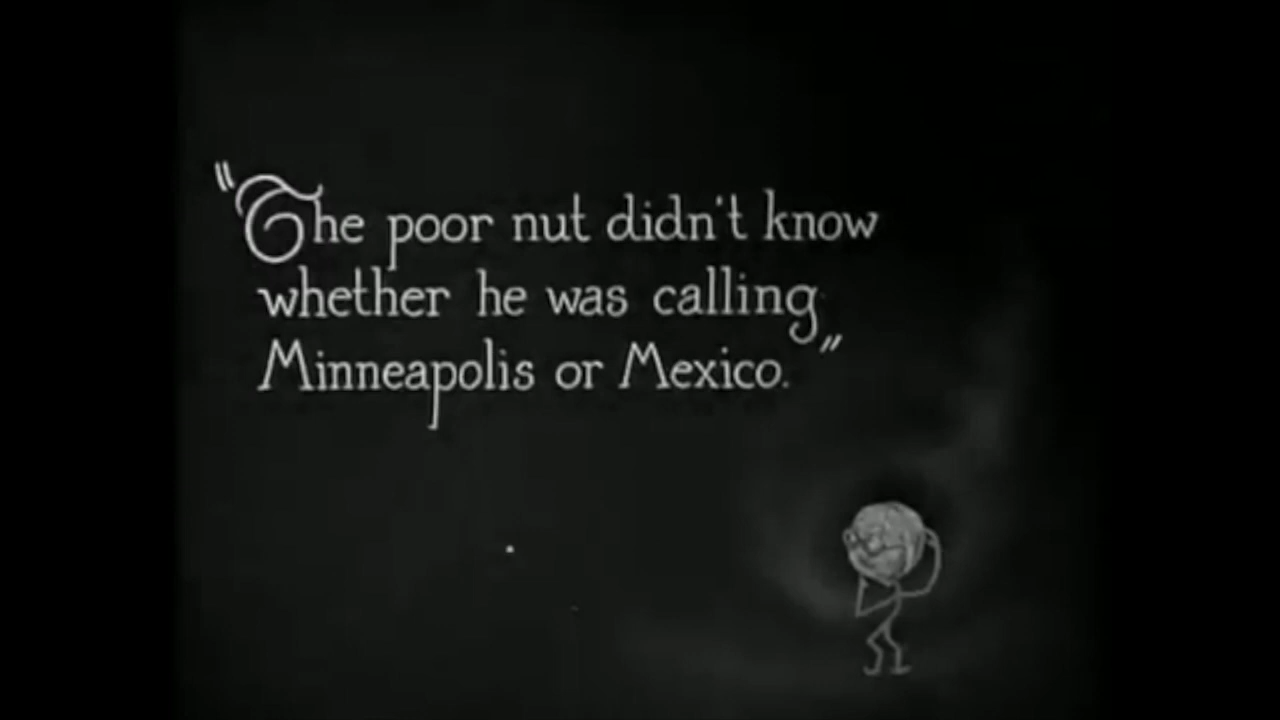 "The poor nut didn't know
whether he was calling
Minneapolis or Mexico."